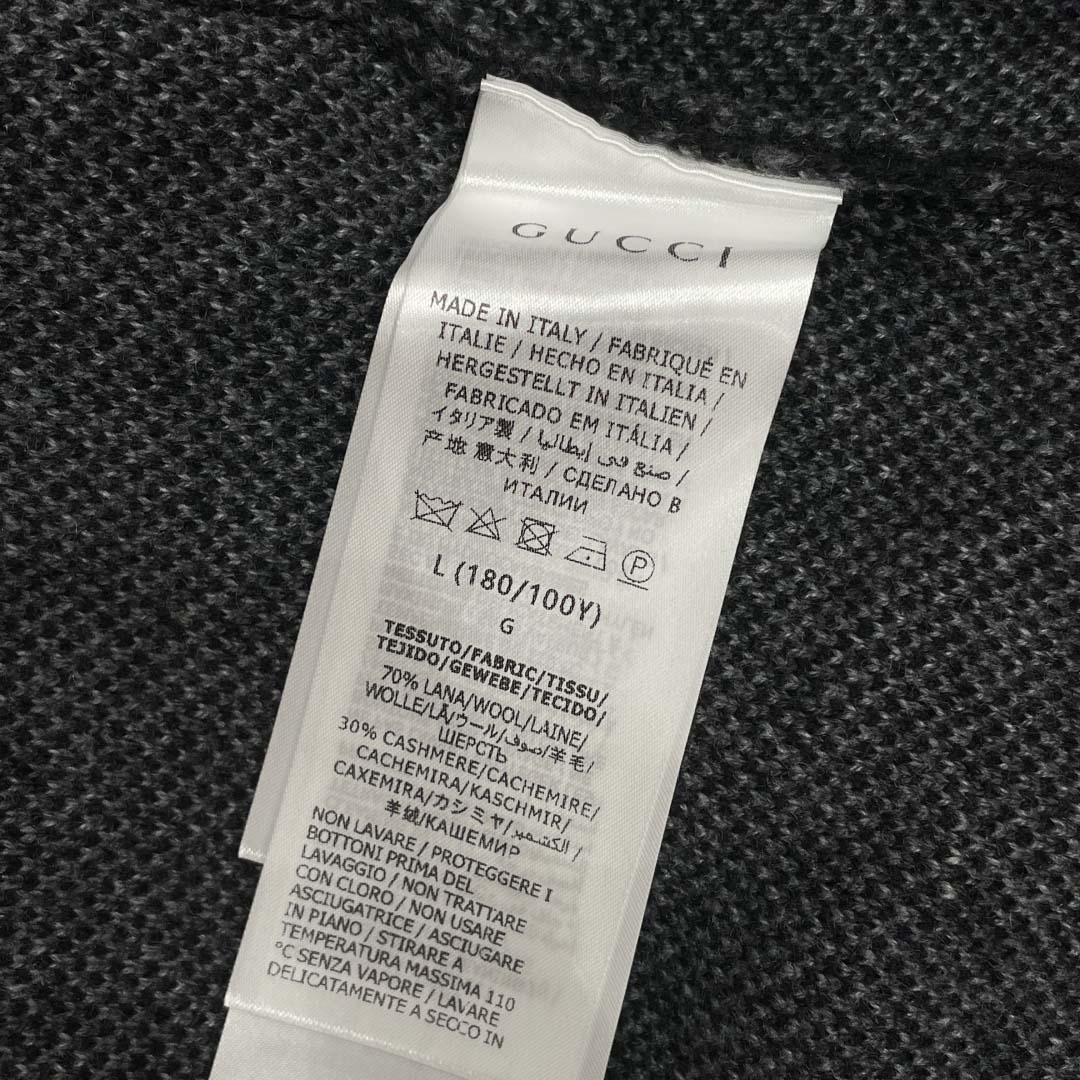 GUCCI
MADE IN ITALY / FABRIQUÉ EN
ITALIE / HECHO EN ITALIA /
HERGESTELLT IN ITALIEN /
FABRICADO EM ITÁLIA /
イタリア製 / صنع في إيطاليا /
产地 意大利 / СДЕЛАНО В
ИТАЛИИ
P
L (180/100Y)
G
TESSUTO/FABRIC/TISSU/
TEJIDO/GEWEBE/TECIDO/
70% LANA/WOOL/LAINE/
WOLLE/LÃ/ウール/صوف/羊毛/
ШЕРСТЬ
30% CASHMERE/CACHEMIRE/
CACHEMIRA/KASCHMIR/
CAXEMIRA/カシミヤ/الكشمير/
羊绒/КАШЕМИР
NON LAVARE / PROTEGGERE I
BOTTONI PRIMA DEL
LAVAGGIO / NON TRATTARE
CON CLORO / NON USARE
ASCIUGATRICE / ASCIUGARE
IN PIANO / STIRARE A
TEMPERATURA MASSIMA 110
°C SENZA VAPORE / LAVARE
DELICATAMENTE A SECCO IN